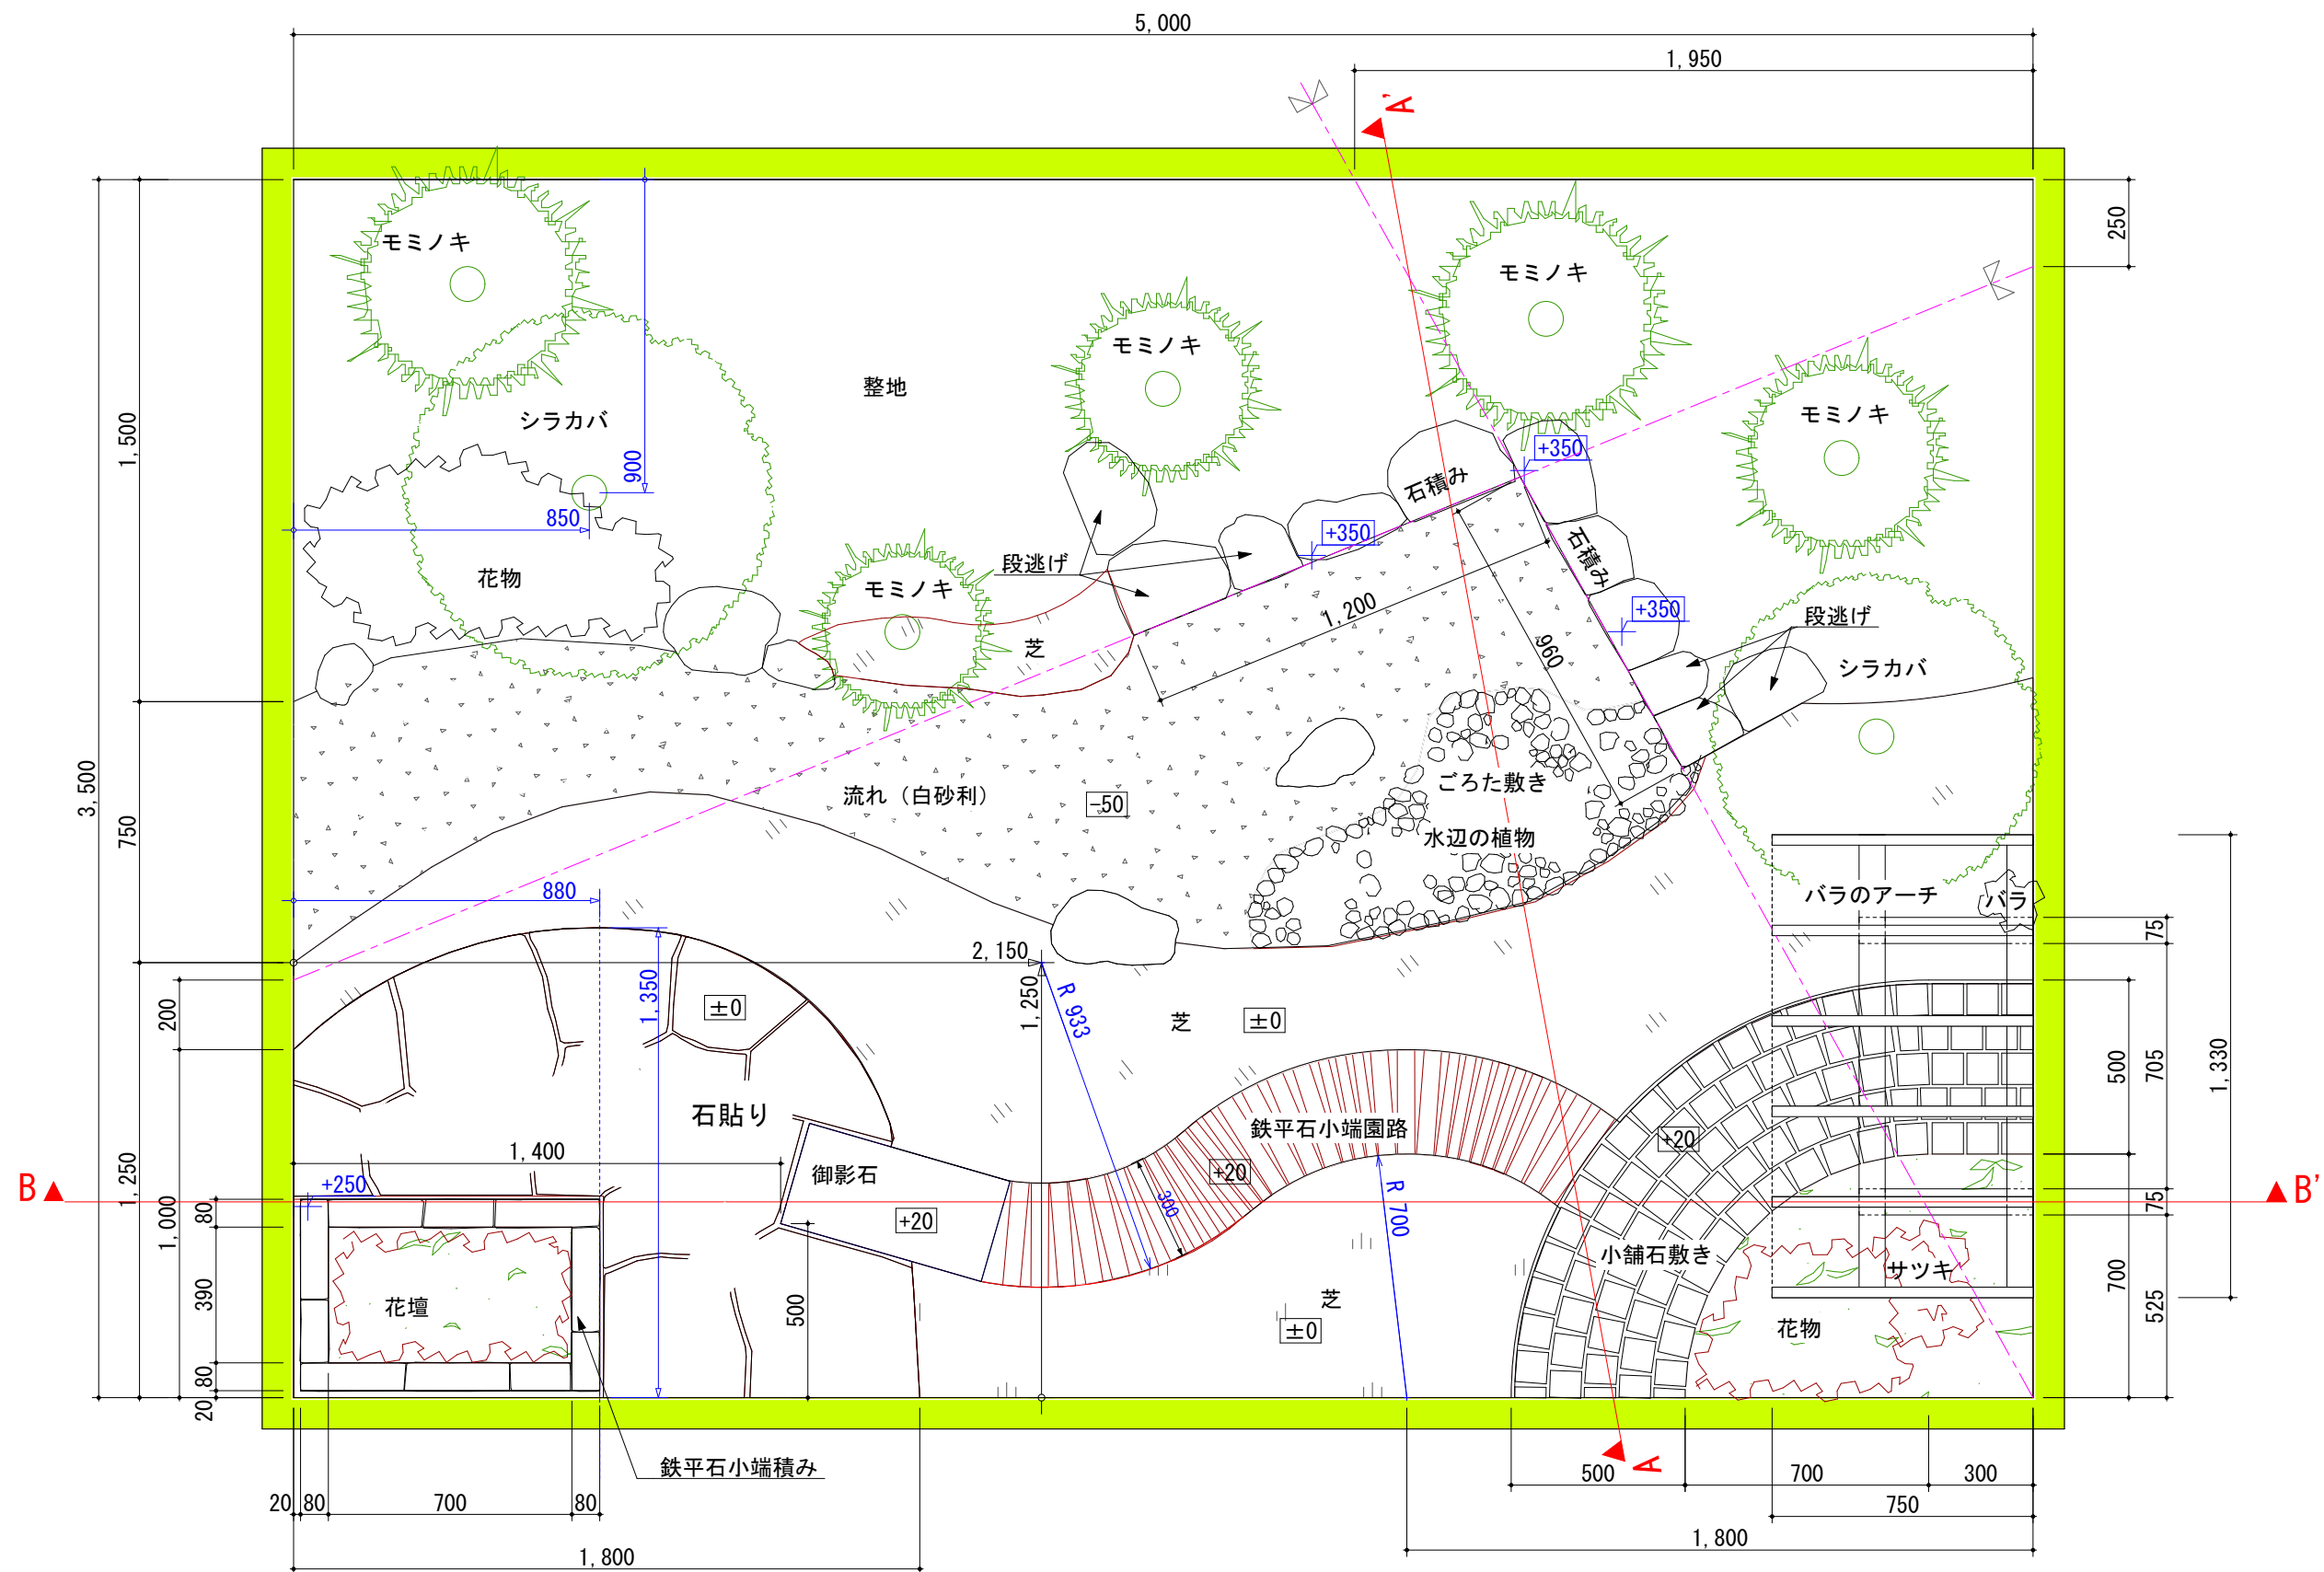 5,000
1,950
A'
モミノキ
モミノキ
モミノキ
モミノキ
250
整地
シラカバ
1,500
900
850
石積み
+350
+350
石積み
花物
段逃げ
モミノキ
芝
1,200
960
+350
段逃げ
シラカバ
3,500
750
流れ（白砂利）
-50
ごろた敷き
水辺の植物
880
バラのアーチ
バラ
75
2,150
200
1,350
±0
1,250
R 933
芝
±0
500
705
1,330
石貼り
鉄平石小端園路
+20
1,400
御影石
+20
300
R 700
B
+250
1,250
1,000
80
B'
75
+20
小舗石敷き
サツキ
390
花壇
500
芝
±0
花物
700
525
80
20
鉄平石小端積み
A
20
80
700
80
500
700
300
750
1,800
1,800